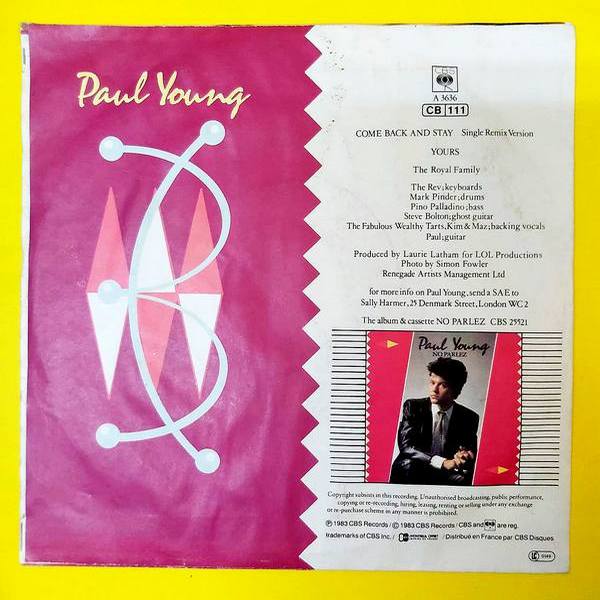 Paul Young
CBS
A 3636
CB 111
COME BACK AND STAY Single Remix Version
YOURS
The Royal Family
The Rev; keyboards
Mark Pinder; drums
Pino Palladino; bass
Steve Bolton; ghost guitar
The Fabulous Wealthy Tarts, Kim & Maz; backing vocals
Paul; guitar
Produced by Laurie Latham for LOL Productions
Photo by Simon Fowler
Renegade Artists Management Ltd
for more info on Paul Young, send a SAE to
Sally Harmer, 25 Denmark Street, London WC 2
The album & cassette NO PARLEZ CBS 25521
Paul Young
NO PARLEZ
Copyright subsists in this recording. Unauthorised broadcasting, public performance,
copying or re-recording, hiring, leasing, renting or selling under any exchange
or re-purchase scheme in any manner is prohibited.
℗ 1983 CBS Records / © 1983 CBS Records / CBS and are reg.
trademarks of CBS Inc. / / Distribué en France par CBS Disques
LC 0149